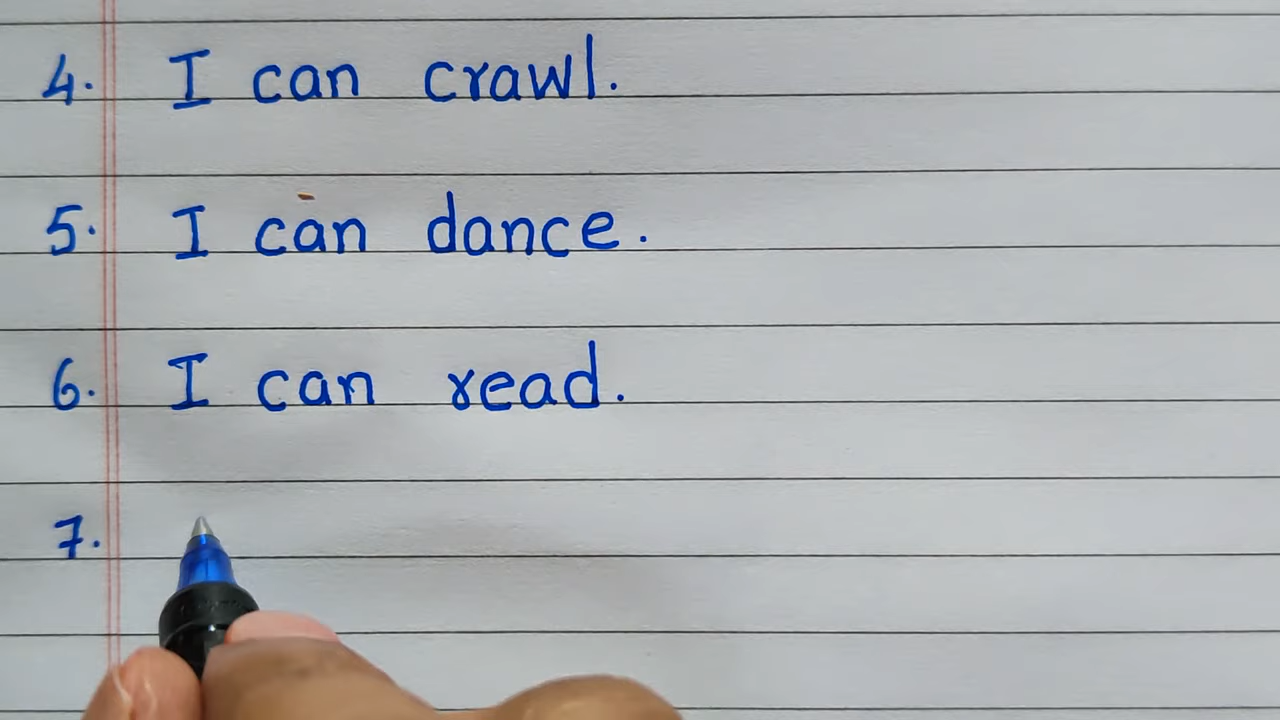 4. I can crawl.
5. I can dance.
6. I can read.
7.